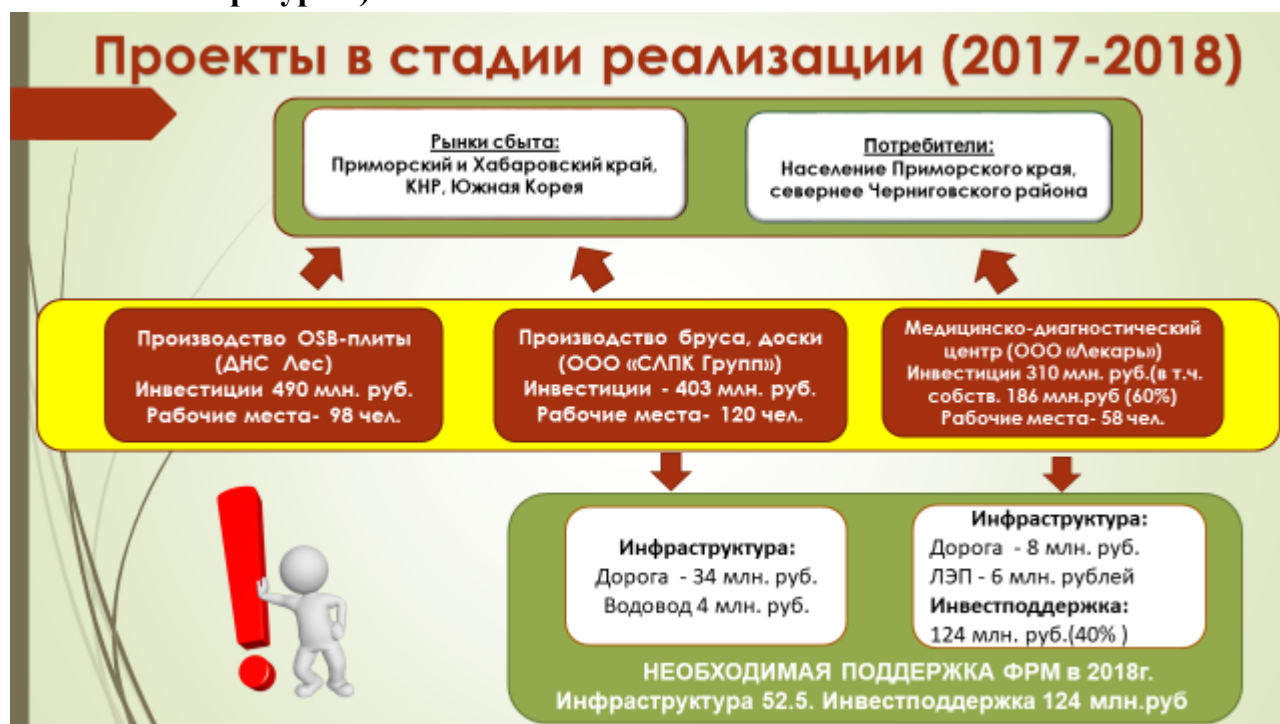 Проекты в стадии реализации (2017-2018)
Рынки сбыта:
Приморский и Хабаровский край,
КНР, Южная Корея
Потребители:
Население Приморского края,
севернее Черниговского района
Производство OSB-плиты
(ДНС Лес)
Инвестиции 490 млн. руб.
Рабочие места- 98 чел.
Производство бруса, доски
(ООО «СЛПК Групп»)
Инвестиции - 403 млн. руб.
Рабочие места- 120 чел.
Медицинско-диагностический
центр (ООО «Лекарь»)
Инвестиции 310 млн. руб.(в т.ч.
собств. 186 млн.руб (60%)
Рабочие места- 58 чел.
Инфраструктура:
Дорога - 34 млн. руб.
Водовод 4 млн. руб.
Инфраструктура:
Дорога - 8 млн. руб.
ЛЭП - 6 млн. рублей
Инвестподдержка:
124 млн. руб.(40% )
НЕОБХОДИМАЯ ПОДДЕРЖКА ФРМ в 2018г.
Инфраструктура 52.5. Инвестподдержка 124 млн.руб